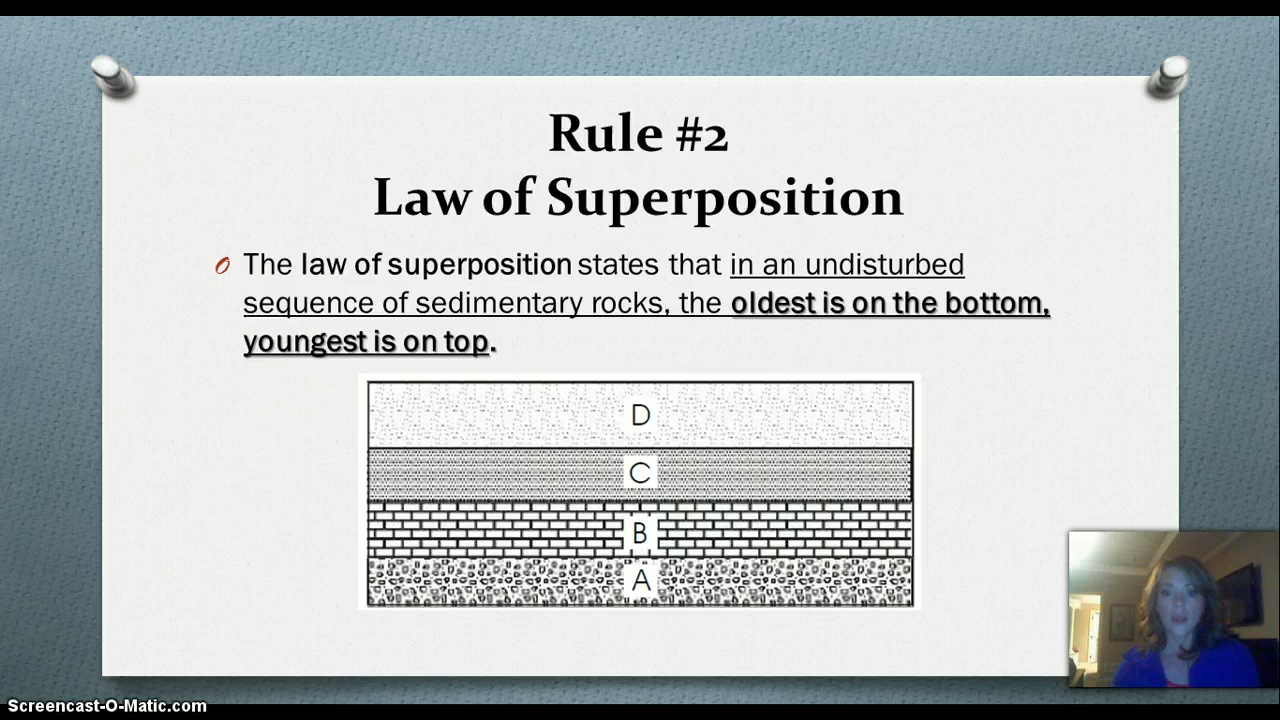 Rule #2
Law of Superposition
The law of superposition states that in an undisturbed
sequence of sedimentary rocks, the oldest is on the bottom,
youngest is on top.
D
C
B
A
Screencast-O-Matic.com